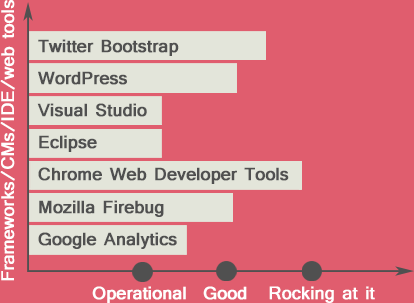 Frameworks/CMs/IDE/web tools
Twitter Bootstrap
WordPress
Visual Studio
Eclipse
Chrome Web Developer Tools
Mozilla Firebug
Google Analytics
Operational Good Rocking at it